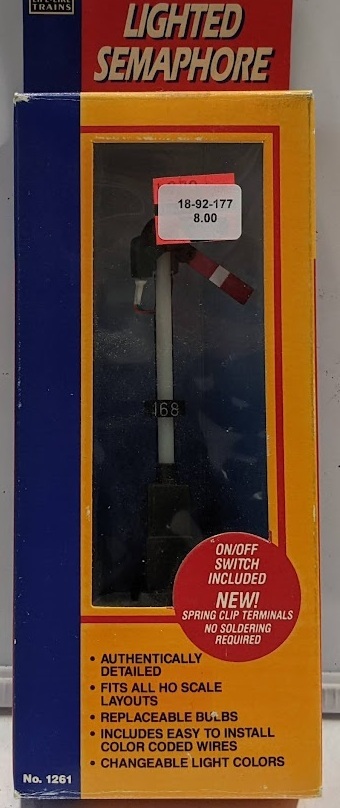 LIFE-LIKE
TRAINS
LIGHTED
SEMAPHORE
18-92-177
8.00
168
ON/OFF
SWITCH
INCLUDED
NEW!
SPRING CLIP TERMINALS
NO SOLDERING
REQUIRED
• AUTHENTICALLY
DETAILED
• FITS ALL HO SCALE
LAYOUTS
• REPLACEABLE BULBS
• INCLUDES EASY TO INSTALL
COLOR CODED WIRES
• CHANGEABLE LIGHT COLORS
No. 1261